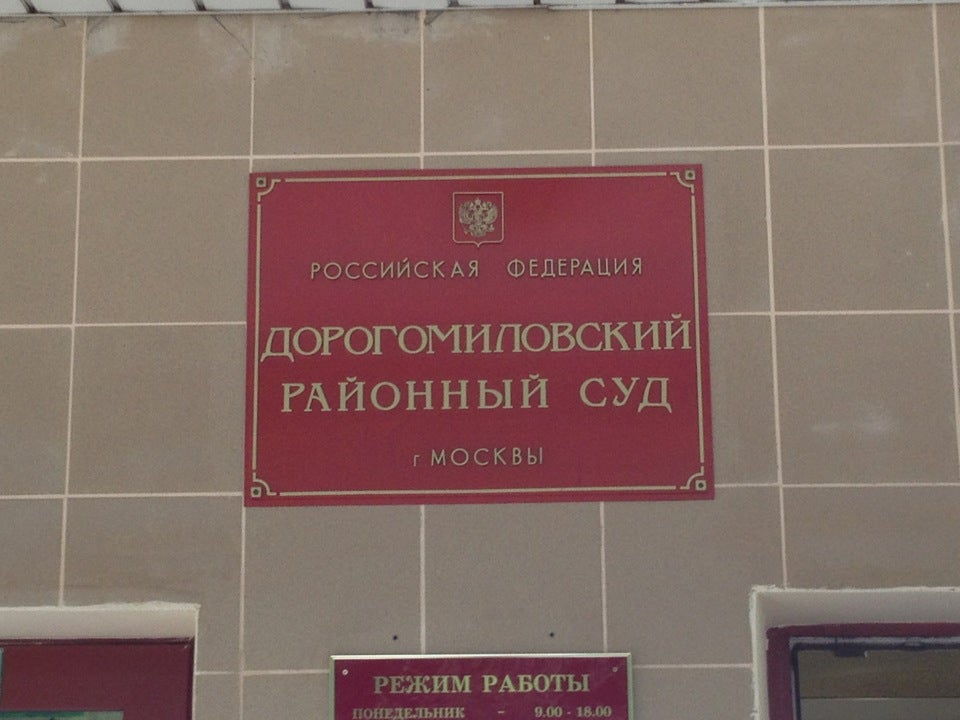 РОССИЙСКАЯ ФЕДЕРАЦИЯ
ДОРОГОМИЛОВСКИЙ
РАЙОННЫЙ СУД
г МОСКВЫ
РЕЖИМ РАБОТЫ
ПОНЕДЕЛЬНИК - 9.00 - 18.00